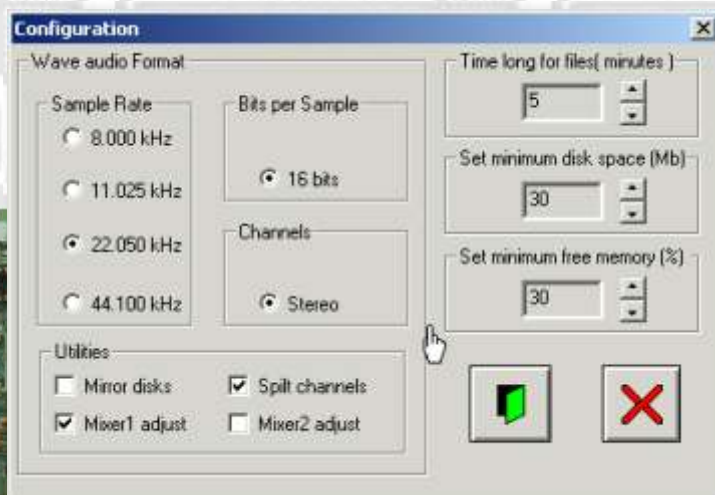 Configuration
Wave audio Format
Sample Rate
8.000 kHz
11.025 kHz
22.050 kHz
44.100 kHz
Bits per Sample
16 bits
Channels
Stereo
Utilities
Mirror disks
Spilt channels
Mixer1 adjust
Mixer2 adjust
Time long for files( minutes )
5
Set minimum disk space (Mb)
30
Set minimum free memory (%)
30